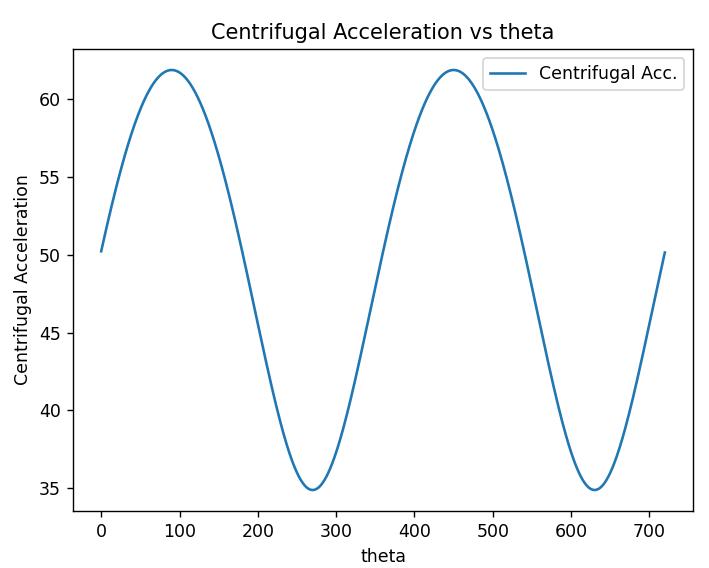 Centrifugal Acceleration vs theta
Centrifugal Acc.
Centrifugal Acceleration
60
55
50
45
40
35
0 100 200 300 400 500 600 700
theta